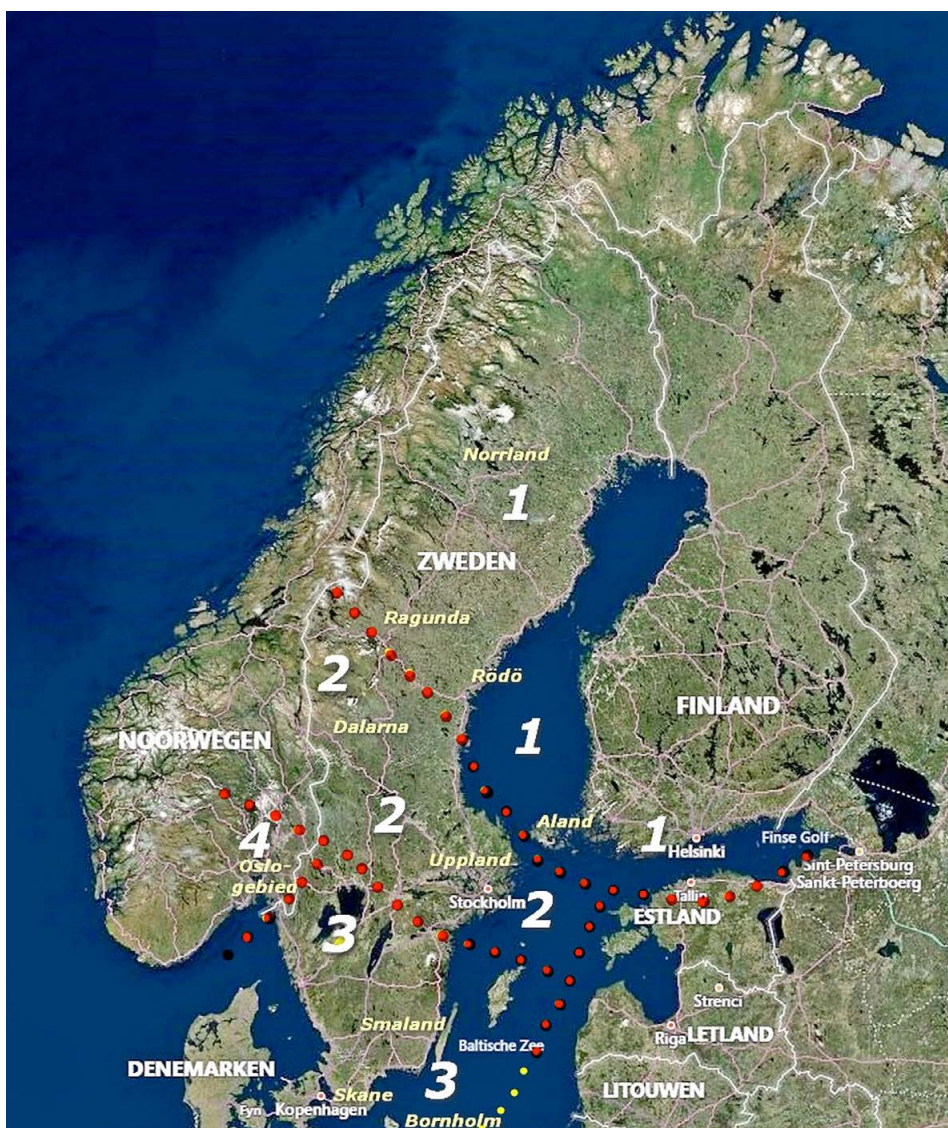 Norrland
1
ZWEDEN
Ragunda
2
Rödö
FINLAND
Dalarna
NOORWEGEN
1
2
Aland
1
4
Finse Golf
Helsinki
Oslo-
gebied
Uppland
Sint-Petersburg
Sankt-Peterboerg
Tallin
Stockholm
2
ESTLAND
3
Strenci
Smaland
Riga
LETLAND
Baltische Zee
DENEMARKEN
3
LITOUWEN
Skane
Fyn
Kopenhagen
Bornholm